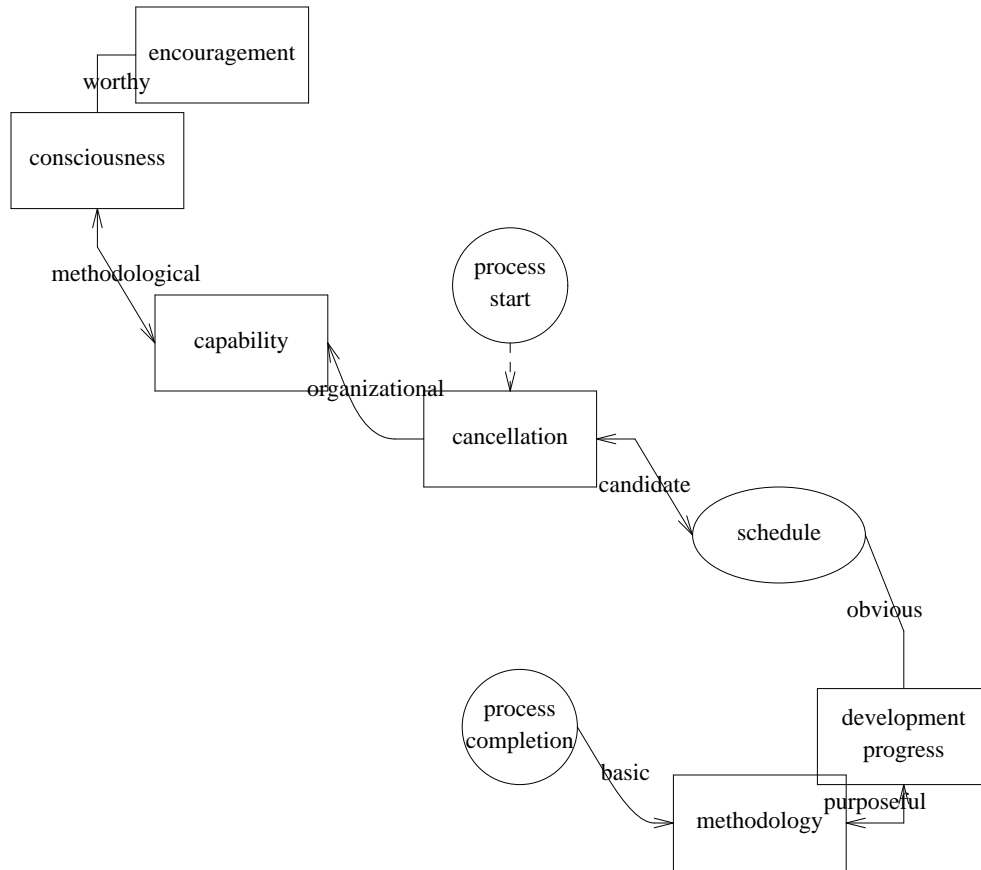 encouragement
worthy
consciousness
process
start
methodological
capability
organizational
cancellation
candidate
schedule
obvious
process
completion
development
progress
basic
purposeful
methodology